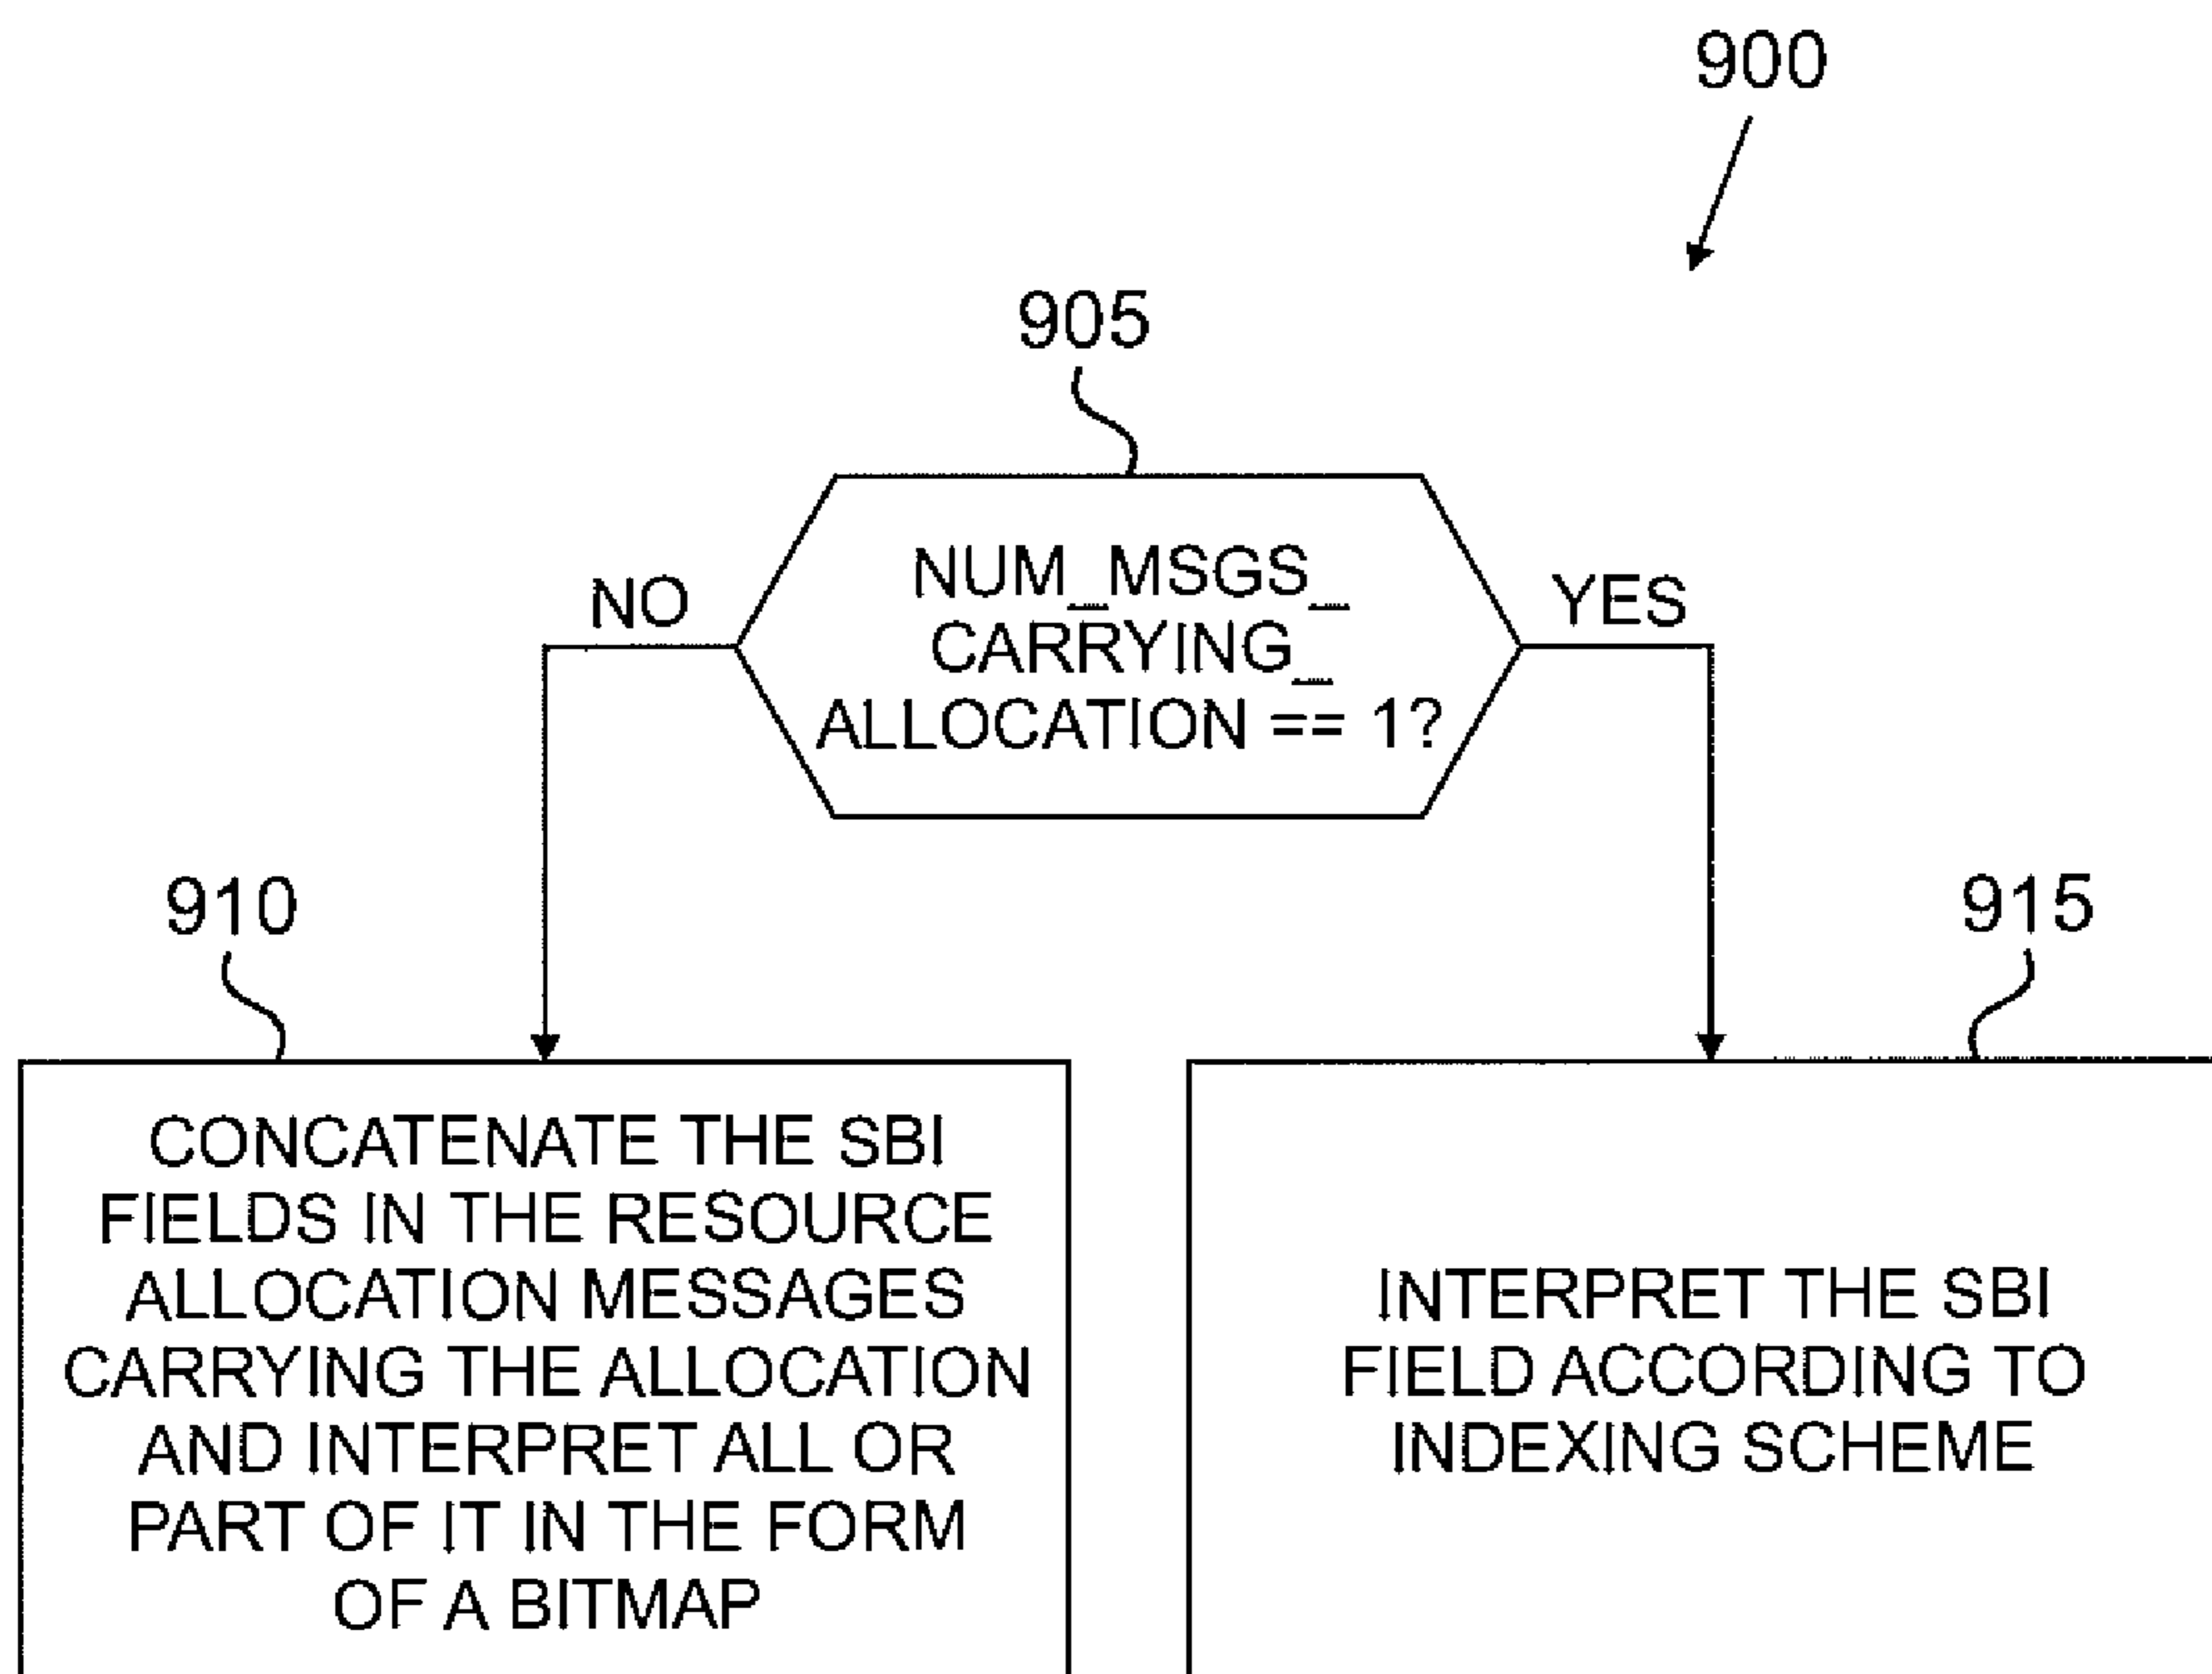 900
905
NUM_MSGS_
CARRYING_
ALLOCATION == 1?
NO
YES
910
915
CONCATENATE THE SBI
FIELDS IN THE RESOURCE
ALLOCATION MESSAGES
CARRYING THE ALLOCATION
AND INTERPRET ALL OR
PART OF IT IN THE FORM
OF A BITMAP
INTERPRET THE SBI
FIELD ACCORDING TO
INDEXING SCHEME